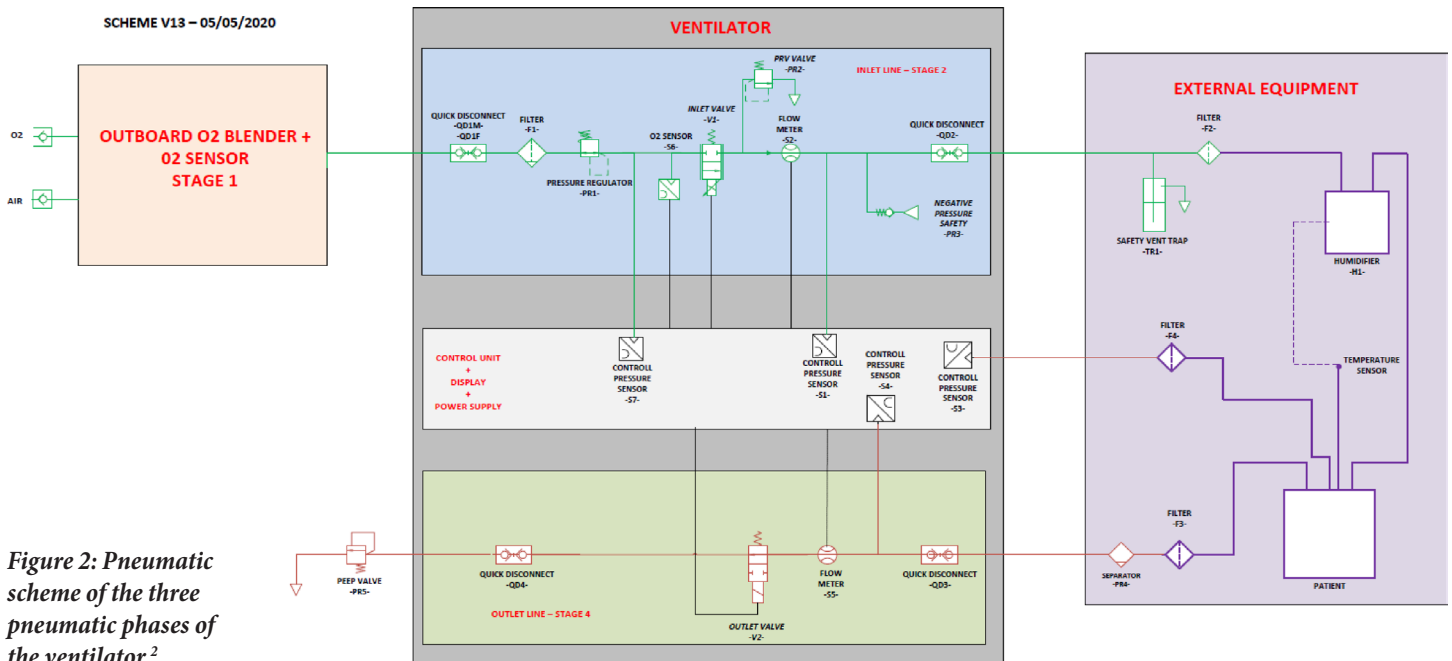 SCHEME V13 – 05/05/2020
VENTILATOR
O2
AIR
OUTBOARD O2 BLENDER +
02 SENSOR
STAGE 1
INLET LINE – STAGE 2
QUICK DISCONNECT
-QD1M-
-QD1F
FILTER
-F1-
PRESSURE REGULATOR
-PR1-
O2 SENSOR
-S6-
INLET VALVE
-V1-
PRV VALVE
-PR2-
FLOW
METER
-S2-
QUICK DISCONNECT
-QD2-
NEGATIVE
PRESSURE
SAFETY
-PR3-
EXTERNAL EQUIPMENT
FILTER
-F2-
SAFETY VENT TRAP
-TR1-
HUMIDIFIER
-H1-
CONTROL UNIT
+
DISPLAY
+
POWER SUPPLY
CONTROLL
PRESSURE
SENSOR
-S7-
CONTROLL
PRESSURE
SENSOR
-S1-
CONTROLL
PRESSURE
SENSOR
-S4-
CONTROLL
PRESSURE
SENSOR
-S3-
FILTER
-F4-
TEMPERATURE
SENSOR
PEEP VALVE
-PR5-
QUICK DISCONNECT
-QD4-
OUTLET LINE – STAGE 4
OUTLET VALVE
-V2-
FLOW
METER
-S5-
QUICK DISCONNECT
-QD3-
SEPARATOR
-PR4-
FILTER
-F3-
PATIENT
Figure 2: Pneumatic
scheme of the three
pneumatic phases of
the ventilator.2